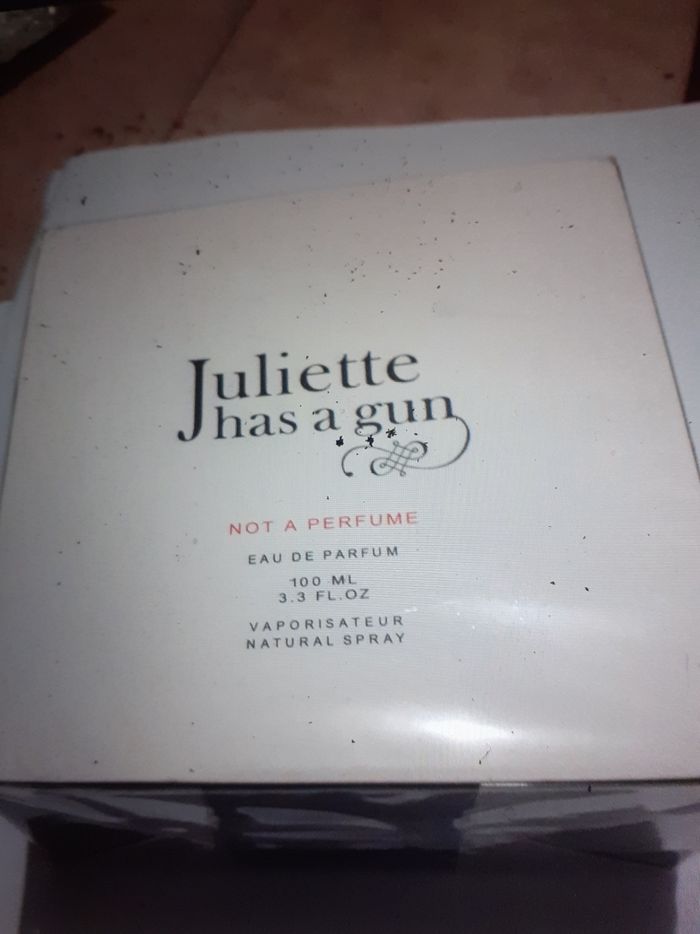 Juliette
has a gun
NOT A PERFUME
EAU DE PARFUM
100 ML
3.3 FL.OZ
VAPORISATEUR
NATURAL SPRAY